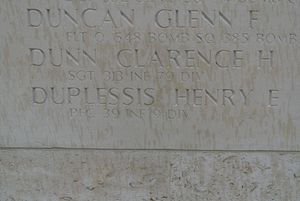 DUNCAN GLENN F
FLT O 548 BOMB SQ 385 BOMB
DUNN CLARENCE H
SGT 313 INF 79 DIV
DUPLESSIS HENRY E
PFC 39 INF 9 DIV